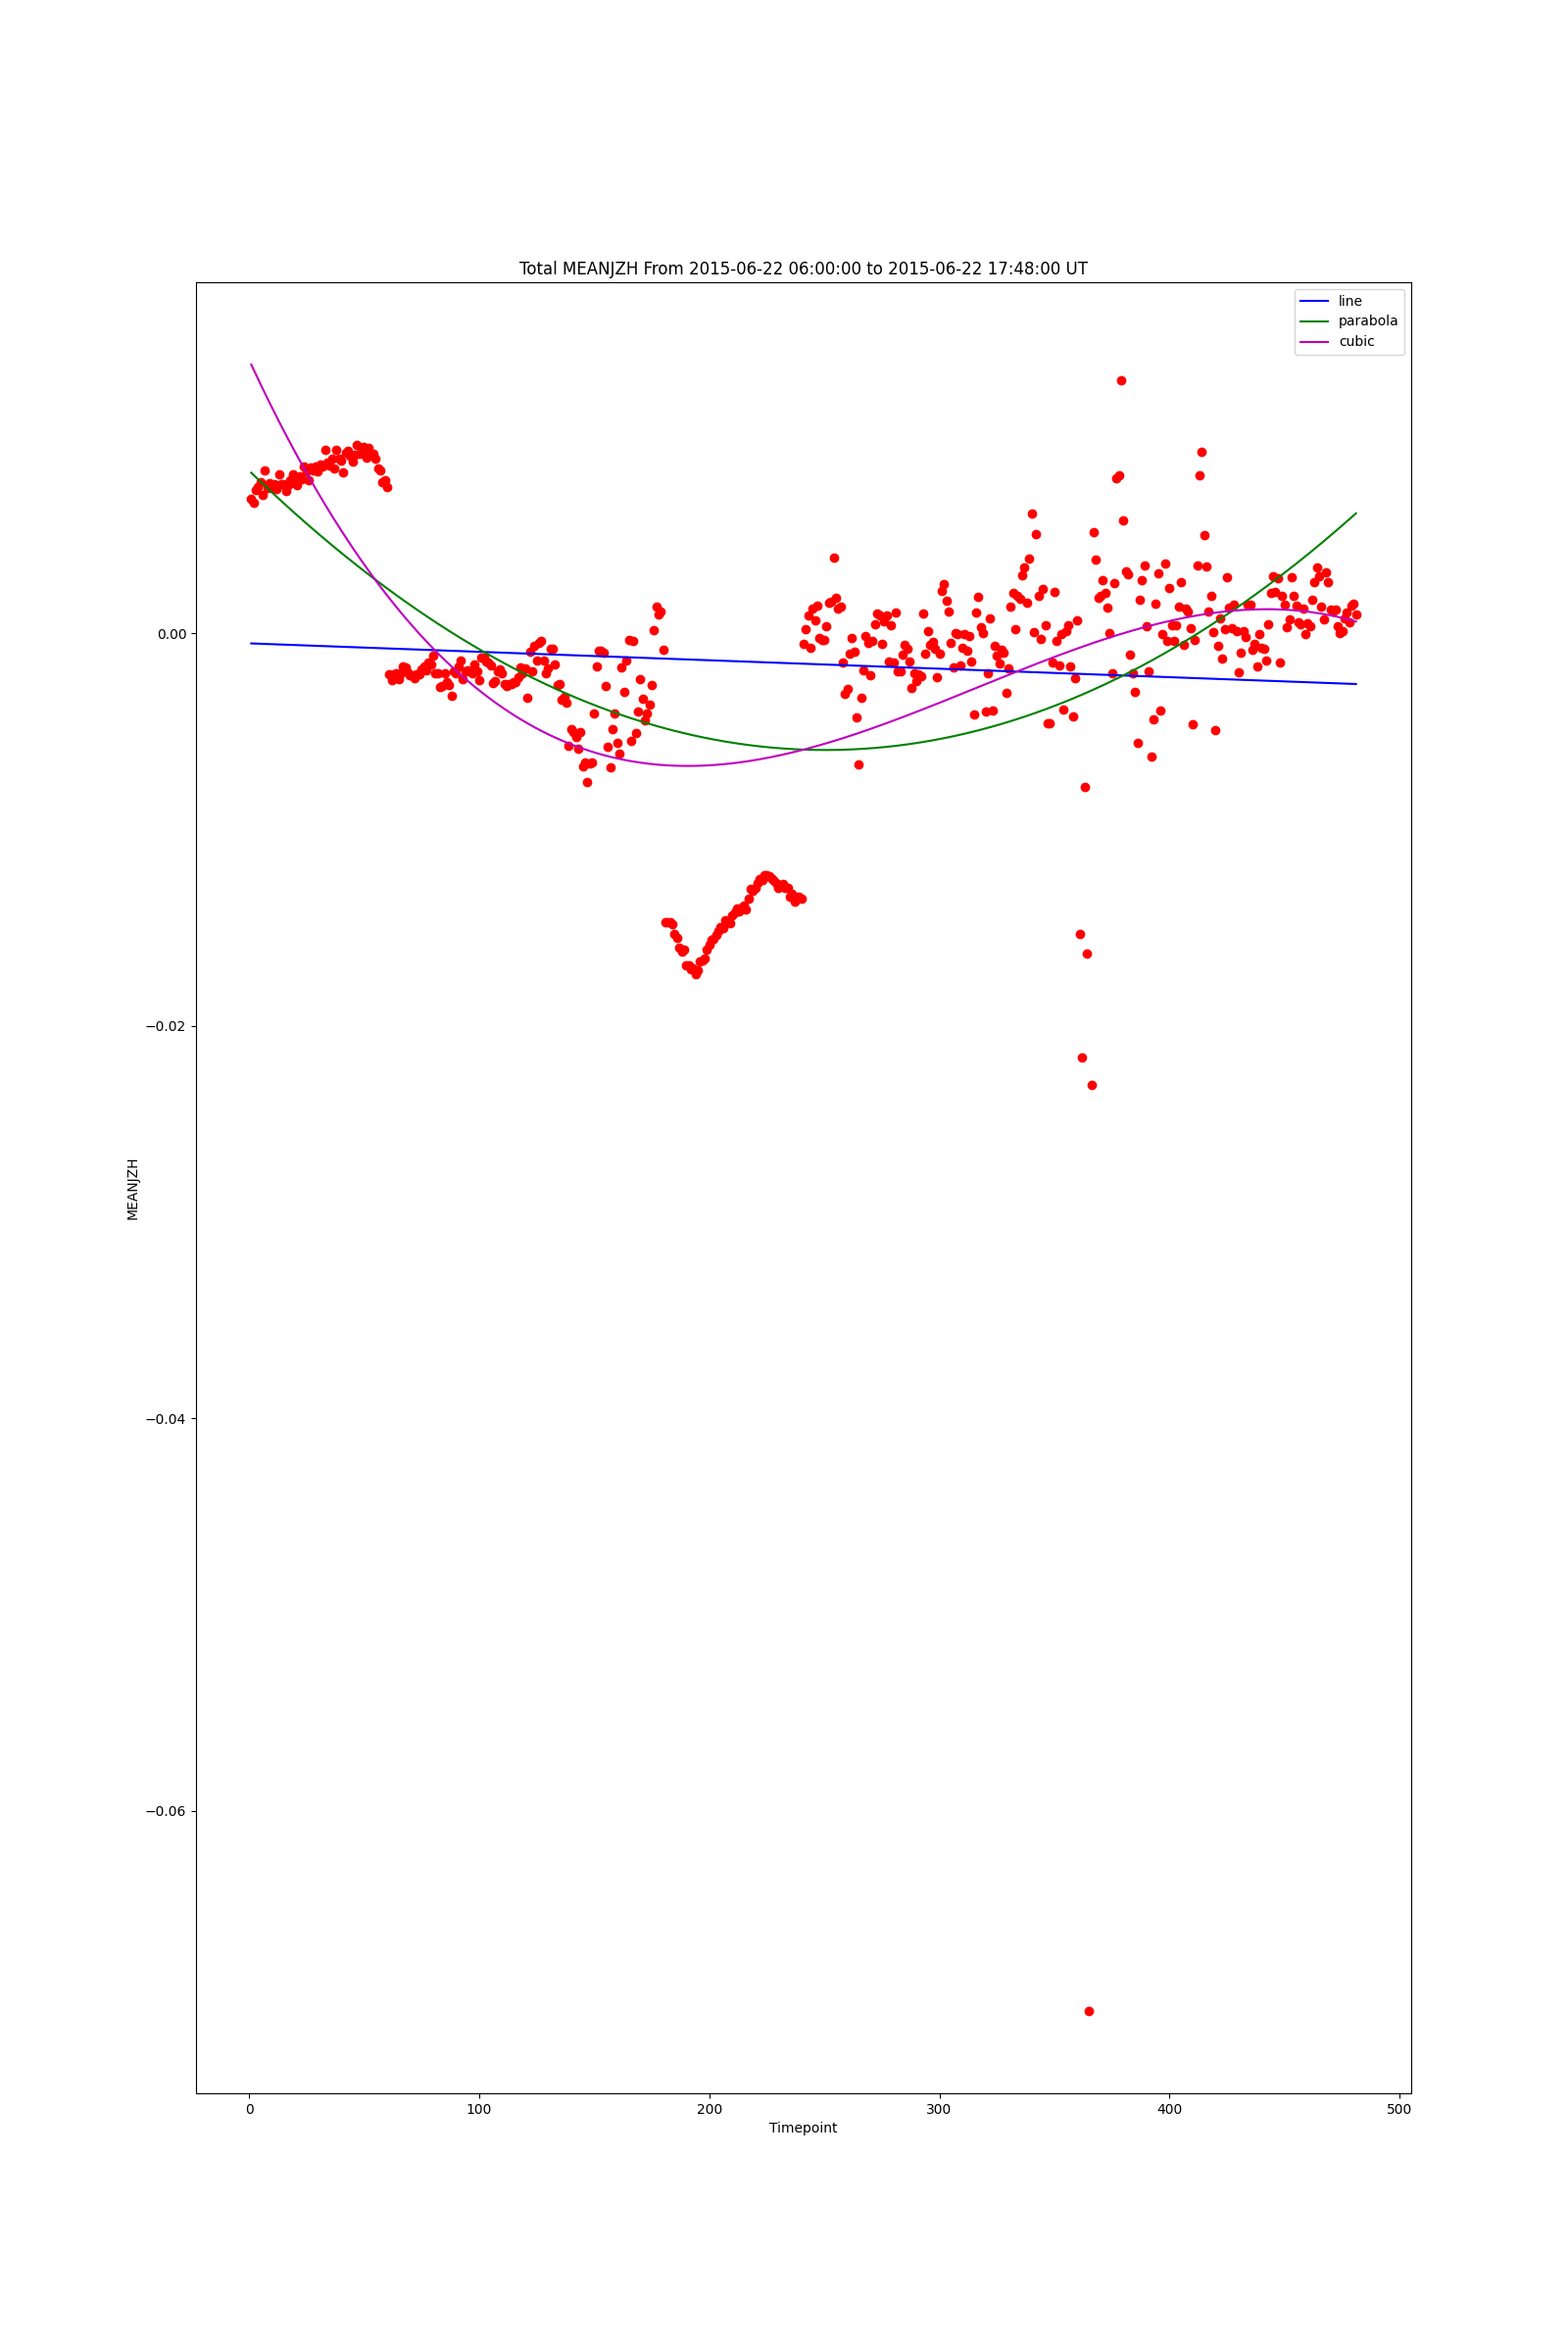 Total MEANJZH From 2015-06-22 06:00:00 to 2015-06-22 17:48:00 UT
line
parabola
cubic
0.00
−0.02
−0.04
−0.06
MEANJZH
0 100 200 300 400 500
Timepoint